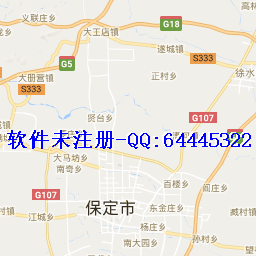 G18
高林
义庄乡
大王店镇
遂城镇
S333
G5
大册营镇
正村乡
徐水
S333
贤台乡
G107
软件未注册-QQ:64445322
大马坊乡
南奇乡
百楼乡
阎庄乡
G107
江城乡
保定市
东金庄乡
臧村镇
焦庄乡
南大园乡
孙村乡